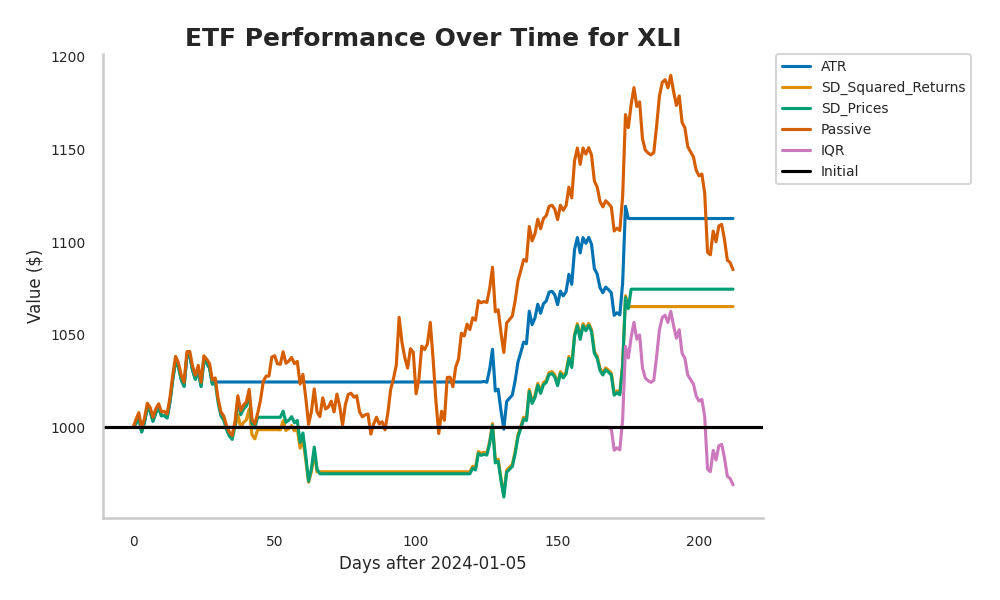 ETF Performance Over Time for XLI
1200
1150
1100
1050
1000
Value ($)
0 50 100 150 200
Days after 2024-01-05
ATR
SD_Squared_Returns
SD_Prices
Passive
IQR
Initial